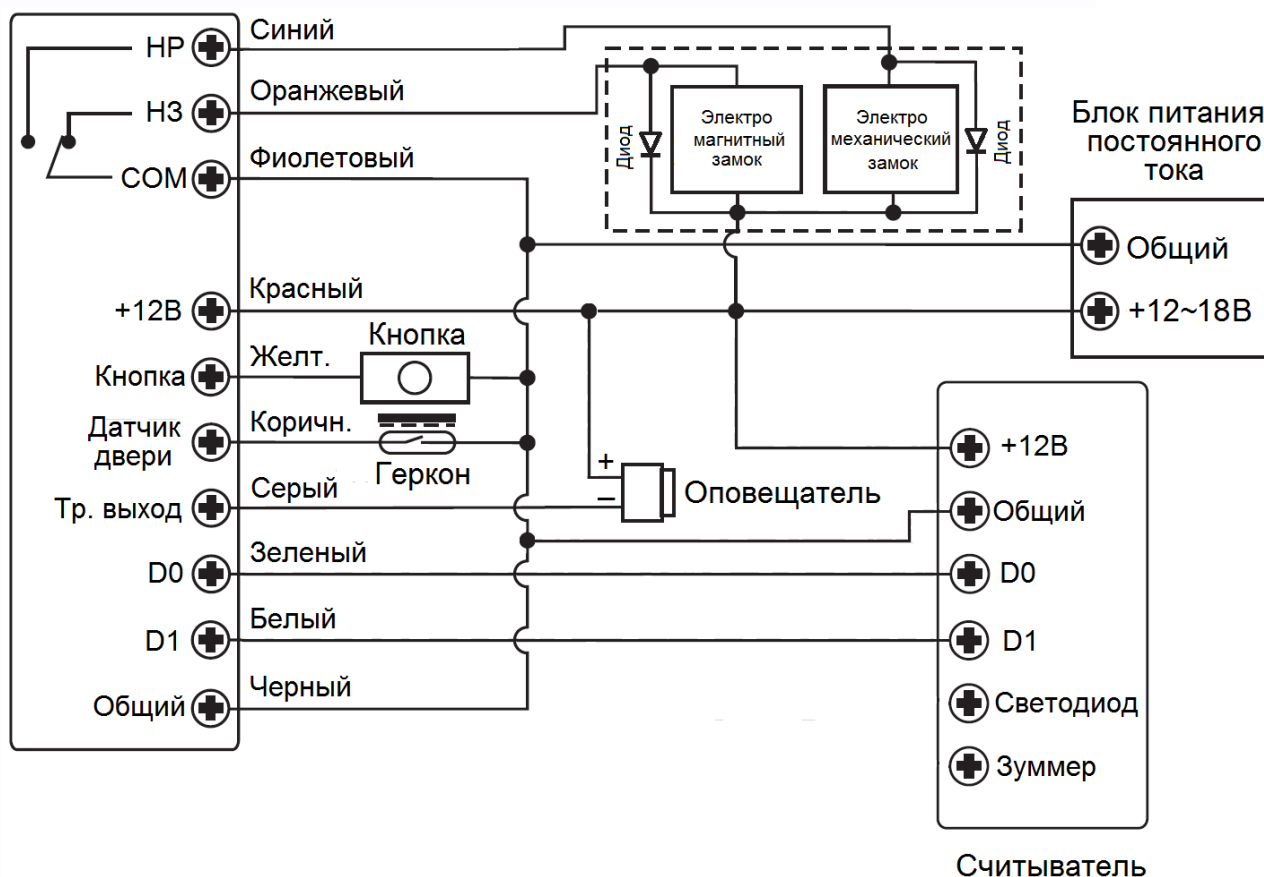 НР
Синий
НЗ
Оранжевый
COM
Фиолетовый
+12В
Красный
Кнопка
Желт.
Кнопка
Датчик
двери
Коричн.
Геркон
Тр. выход
Серый
+
–
Оповещатель
D0
Зеленый
D1
Белый
Общий
Черный
Диод
Электро
магнитный
замок
Электро
механический
замок
Диод
Блок питания
постоянного
тока
Общий
+12~18В
+12В
Общий
D0
D1
Светодиод
Зуммер
Считыватель